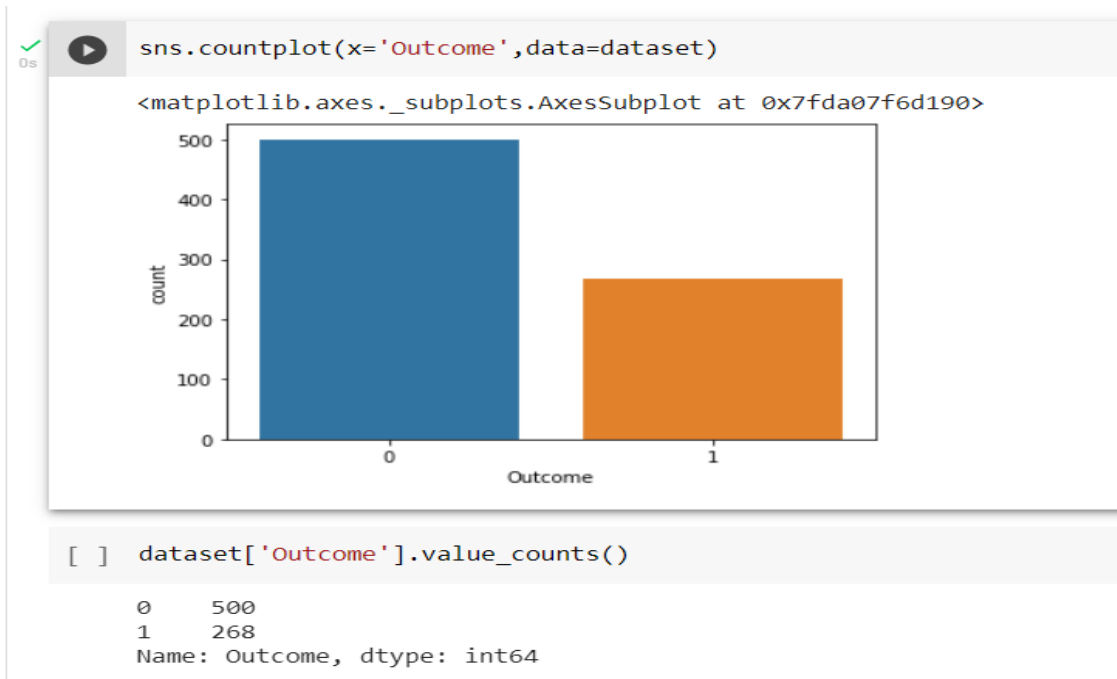 sns.countplot(x='Outcome',data=dataset)
0s
<matplotlib.axes._subplots.AxesSubplot at 0x7fda07f6d190>
500
400
300
200
100
0
count
0 1
Outcome
[ ] dataset['Outcome'].value_counts()
0 500
1 268
Name: Outcome, dtype: int64